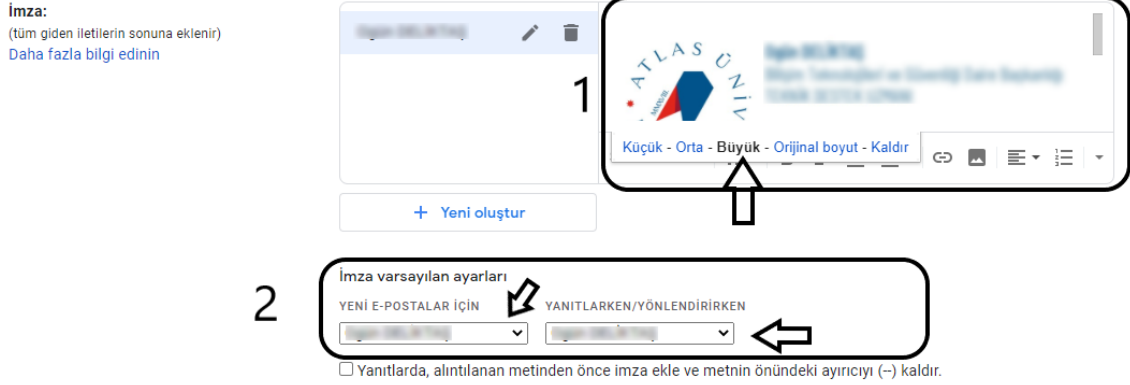 İmza:
(tüm giden iletilerin sonuna eklenir)
Daha fazla bilgi edinin
1
ATLAS ÜNİV
Küçük - Orta - Büyük - Orijinal boyut - Kaldır
+ Yeni oluştur
2
İmza varsayılan ayarları
YENİ E-POSTALAR İÇİN
YANITLARKEN/YÖNLENDİRİRKEN
Yanıtlarda, alıntılanan metinden önce imza ekle ve metnin önündeki ayırıcıyı (--) kaldır.